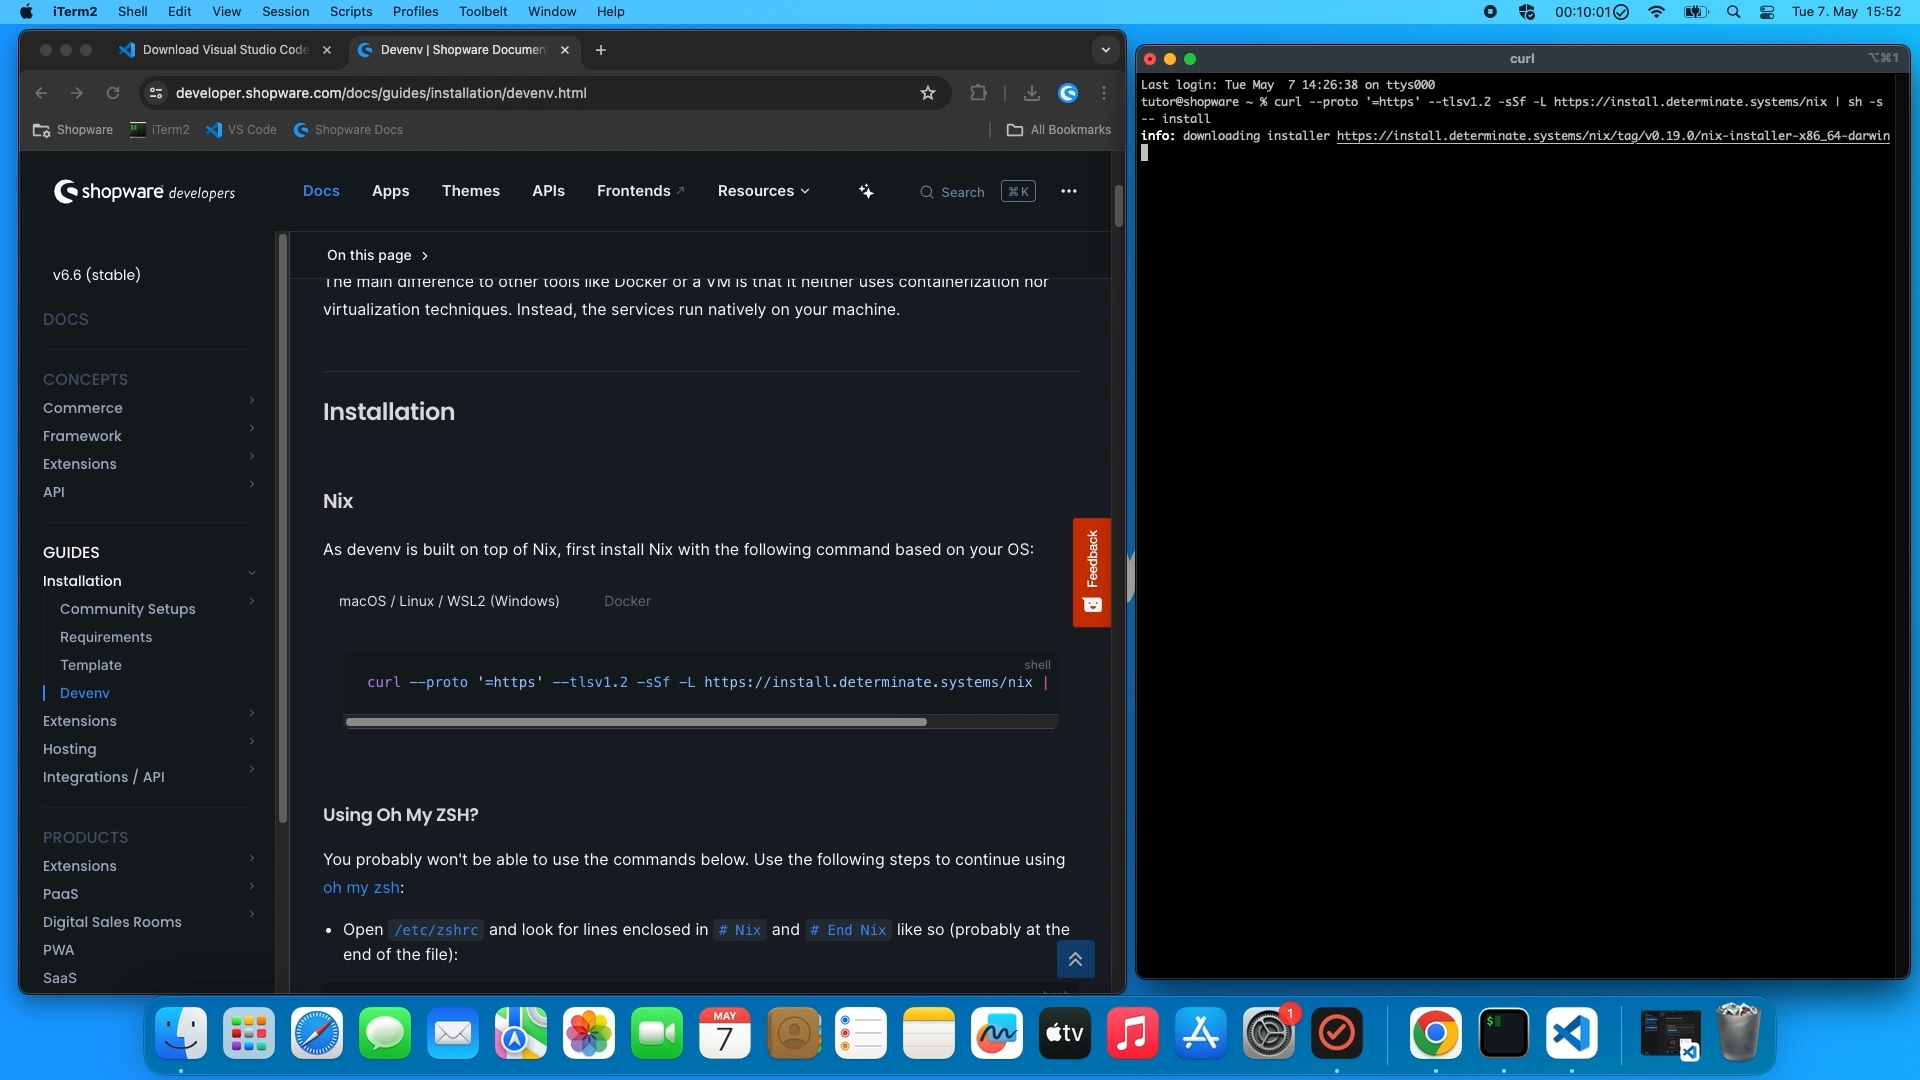 iTerm2 Shell Edit View Session Scripts Profiles Toolbelt Window Help
00:10:01
Tue 7. May 15:52
Download Visual Studio Code
Devenv | Shopware Documen
developer.shopware.com/docs/guides/installation/devenv.html
Shopware iTerm2 VS Code Shopware Docs
All Bookmarks
shopware developers
Docs Apps Themes APIs Frontends Resources
Search ⌘K
v6.6 (stable)
DOCS
CONCEPTS
Commerce
Framework
Extensions
API
GUIDES
Installation
Community Setups
Requirements
Template
Devenv
Extensions
Hosting
Integrations / API
PRODUCTS
Extensions
PaaS
Digital Sales Rooms
PWA
SaaS
On this page
The main difference to other tools like Docker or a VM is that it neither uses containerization nor
virtualization techniques. Instead, the services run natively on your machine.
Installation
Nix
As devenv is built on top of Nix, first install Nix with the following command based on your OS:
macOS / Linux / WSL2 (Windows) Docker
shell
curl --proto '=https' --tlsv1.2 -sSf -L https://install.determinate.systems/nix |
Using Oh My ZSH?
You probably won't be able to use the commands below. Use the following steps to continue using
oh my zsh:
• Open /etc/zshrc and look for lines enclosed in # Nix and # End Nix like so (probably at the
end of the file):
Feedback
curl
⌥⌘1
Last login: Tue May  7 14:26:38 on ttys000
tutor@shopware ~ % curl --proto '=https' --tlsv1.2 -sSf -L https://install.determinate.systems/nix | sh -s
-- install
info: downloading installer https://install.determinate.systems/nix/tag/v0.19.0/nix-installer-x86_64-darwin
MAY
7
tv
1
$